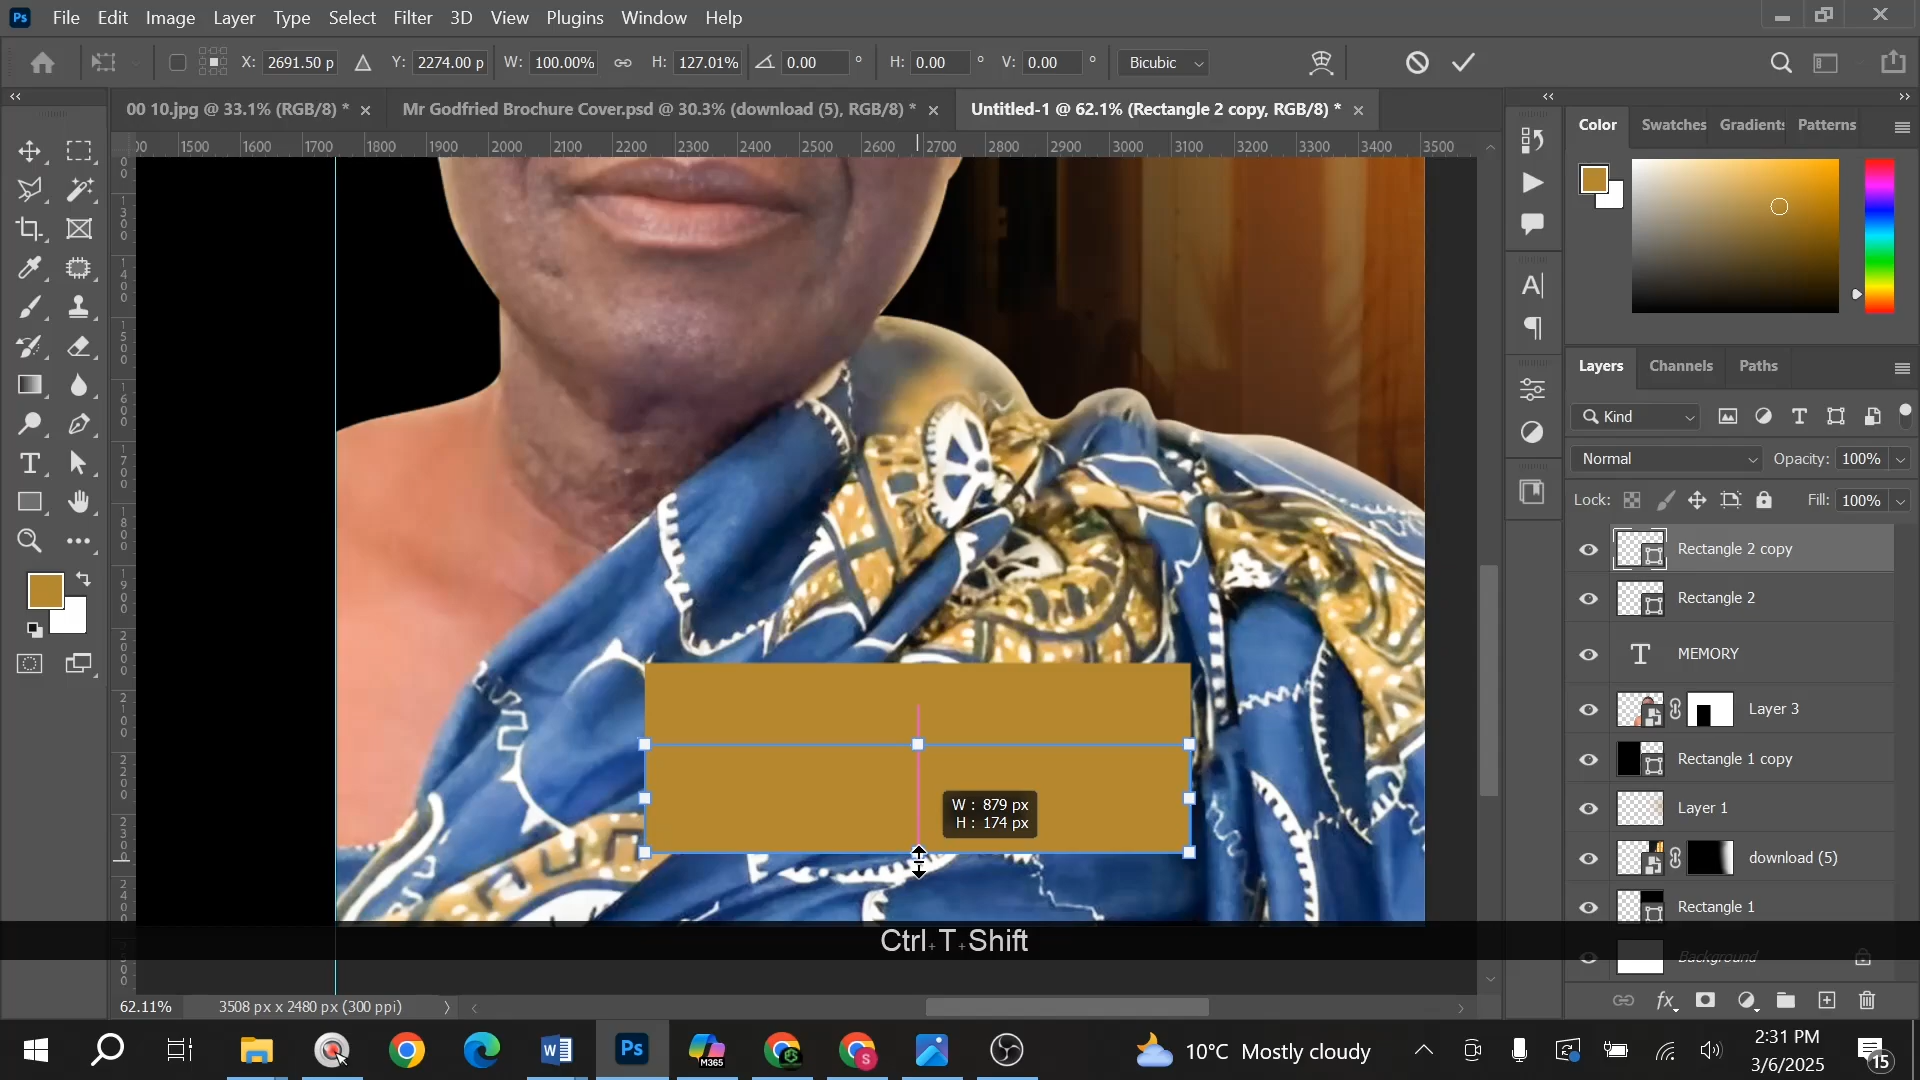 Ps File Edit Image Layer Type Select Filter 3D View Plugins Window Help
X: 2691.50 p Y: 2274.00 p W: 100.00% H: 127.01% 0.00 ° H: 0.00 ° V: 0.00 ° Bicubic
00 10.jpg @ 33.1% (RGB/8) * Mr Godfried Brochure Cover.psd @ 30.3% (download (5), RGB/8) * Untitled-1 @ 62.1% (Rectangle 2 copy, RGB/8) *
Color Swatches Gradients Patterns
00 1500 1600 1700 1800 1900 2000 2100 2200 2300 2400 2500 2600 2700 2800 2900 3000 3100 3200 3300 3400 3500
Layers Channels Paths
Kind
Normal Opacity: 100%
Lock: Fill: 100%
Rectangle 2 copy
Rectangle 2
MEMORY
Layer 3
Rectangle 1 copy
Layer 1
download (5)
Rectangle 1
Background
W : 879 px
H : 174 px
Ctrl + T + Shift
62.11% 3508 px x 2480 px (300 ppi)
10°C Mostly cloudy
2:31 PM
3/6/2025
15